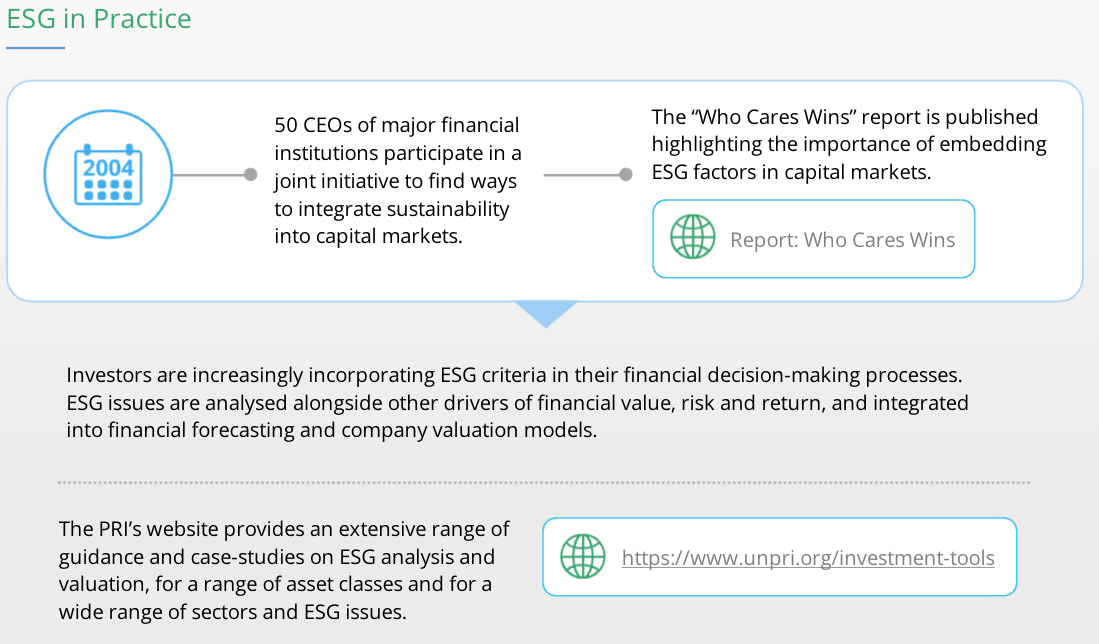 ESG in Practice
2004
50 CEOs of major financial
institutions participate in a
joint initiative to find ways
to integrate sustainability
into capital markets.
The “Who Cares Wins” report is published
highlighting the importance of embedding
ESG factors in capital markets.
Report: Who Cares Wins
Investors are increasingly incorporating ESG criteria in their financial decision-making processes.
ESG issues are analysed alongside other drivers of financial value, risk and return, and integrated
into financial forecasting and company valuation models.
The PRI’s website provides an extensive range of
guidance and case-studies on ESG analysis and
valuation, for a range of asset classes and for a
wide range of sectors and ESG issues.
https://www.unpri.org/investment-tools